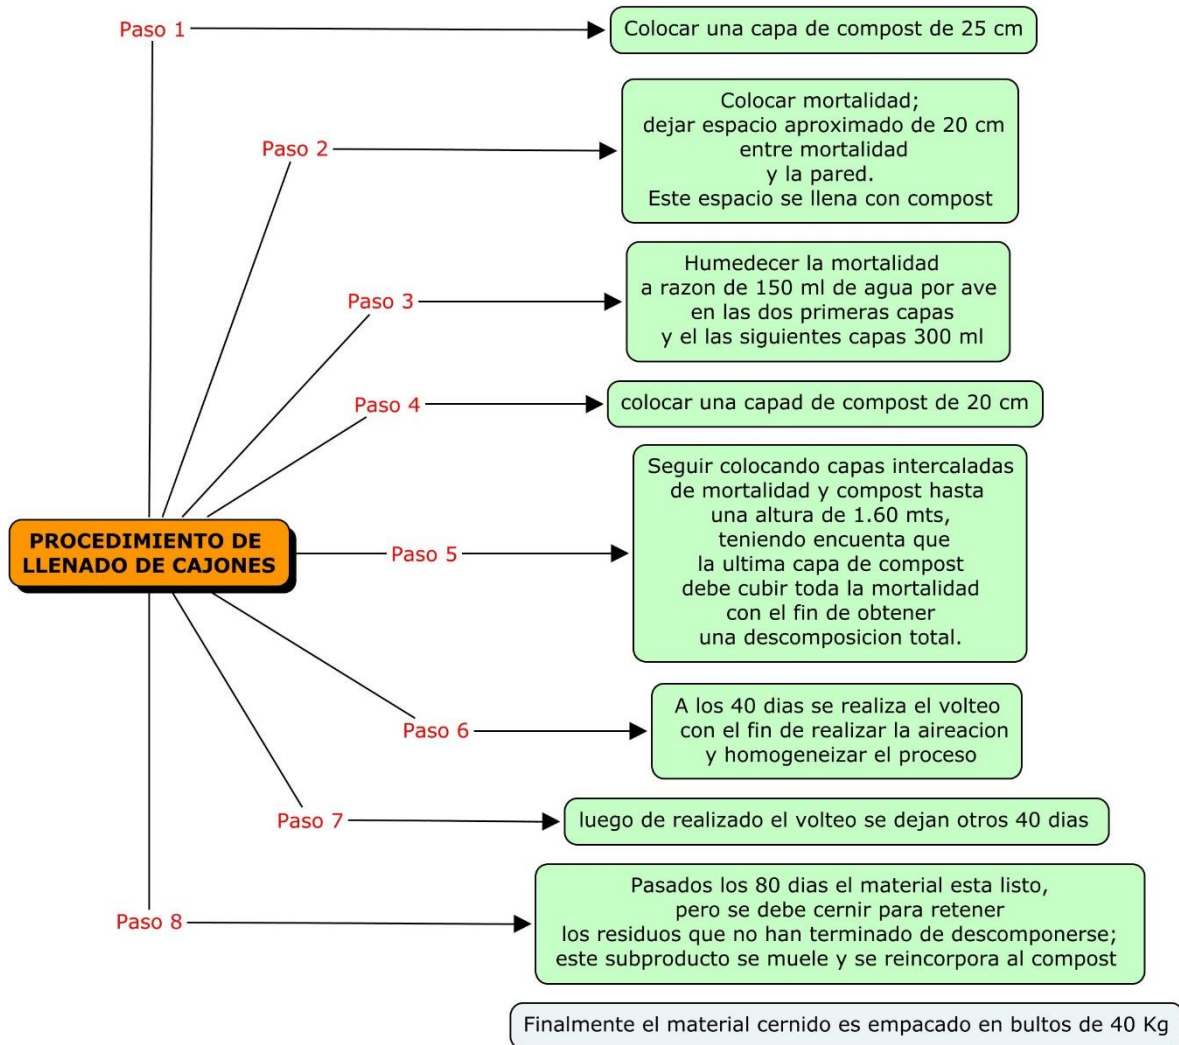 Paso 1
Colocar una capa de compost de 25 cm
Paso 2
Colocar mortalidad;
dejar espacio aproximado de 20 cm
entre mortalidad
y la pared.
Este espacio se llena con compost
Paso 3
Humedecer la mortalidad
a razon de 150 ml de agua por ave
en las dos primeras capas
y el las siguientes capas 300 ml
Paso 4
colocar una capad de compost de 20 cm
PROCEDIMIENTO DE
LLENADO DE CAJONES
Paso 5
Seguir colocando capas intercaladas
de mortalidad y compost hasta
una altura de 1.60 mts,
teniendo encuenta que
la ultima capa de compost
debe cubrir toda la mortalidad
con el fin de obtener
una descomposicion total.
Paso 6
A los 40 dias se realiza el volteo
con el fin de realizar la aireacion
y homogeneizar el proceso
Paso 7
luego de realizado el volteo se dejan otros 40 dias
Paso 8
Pasados los 80 dias el material esta listo,
pero se debe cernir para retener
los residuos que no han terminado de descomponerse;
este subproducto se muele y se reincorpora al compost
Finalmente el material cernido es empacado en bultos de 40 Kg